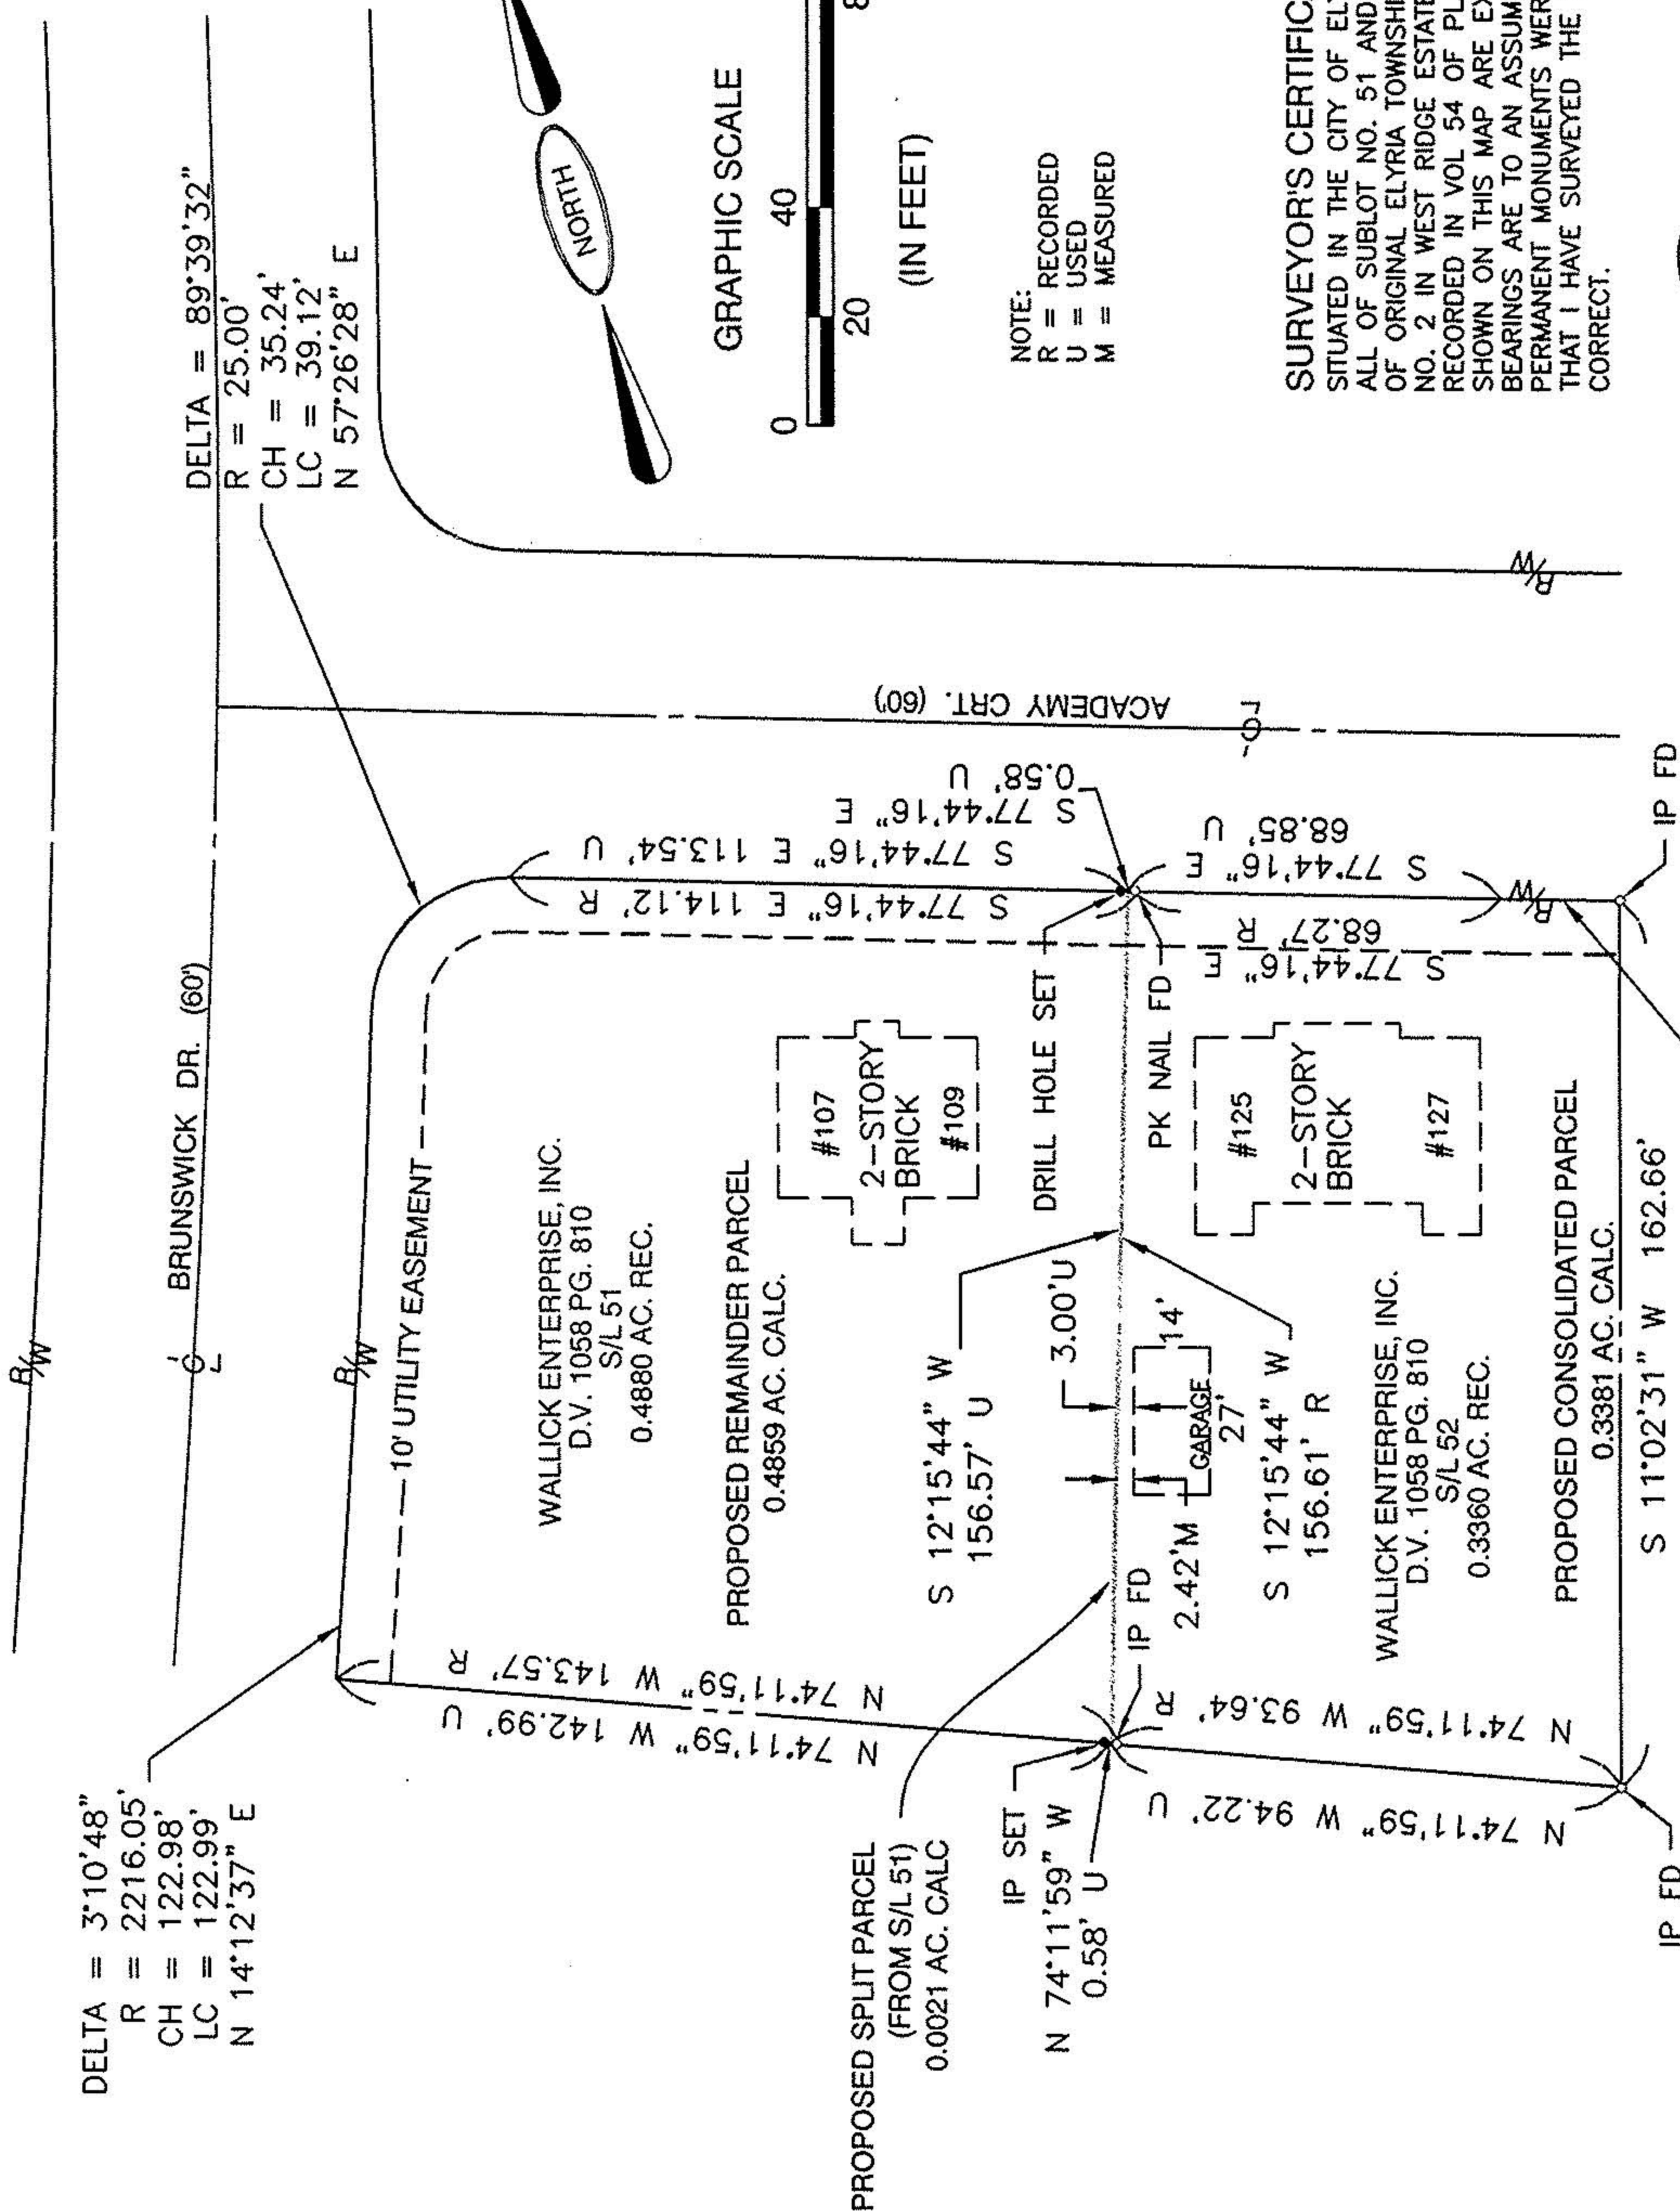 DELTA = 3°10'48"
R = 2216.05'
CH = 122.98'
LC = 122.99'
N 14°12'37" E
R/W
BRUNSWICK DR. (60')
R/W
DELTA = 89°39'32"
R = 25.00'
CH = 35.24'
LC = 39.12'
N 57°26'28" E
10' UTILITY EASEMENT
WALLICK ENTERPRISE, INC.
D.V. 1058 PG. 810
S/L 51
0.4880 AC. REC.
PROPOSED REMAINDER PARCEL
0.4859 AC. CALC.
#107
2-STORY
BRICK
#109
N 74°11'59" W 143.57' R
N 74°11'59" W 142.99' U
S 77°44'16" E 114.12' R
S 77°44'16" E 113.54' U
S 77°44'16" E
0.58' U
ACADEMY CRT. (60')
PROPOSED SPLIT PARCEL
(FROM S/L 51)
0.0021 AC. CALC
S 12°15'44" W
156.57' U
DRILL HOLE SET
PK NAIL FD
IP SET
N 74°11'59" W
0.58' U
IP FD
3.00'U
2.42'M
GARAGE
14'
27'
S 12°15'44" W
156.61' R
N 74°11'59" W 93.64' R
N 74°11'59" W 94.22' U
#125
2-STORY
BRICK
#127
S 77°44'16" E
68.27' R
S 77°44'16" E
68.85' U
R/W
R/W
WALLICK ENTERPRISE, INC.
D.V. 1058 PG. 810
S/L 52
0.3360 AC. REC.
PROPOSED CONSOLIDATED PARCEL
0.3381 AC. CALC.
S 11°02'31" W 162.66'
IP FD
IP FD
NORTH
GRAPHIC SCALE
0 20 40 8
(IN FEET)
NOTE:
R = RECORDED
U = USED
M = MEASURED
SURVEYOR'S CERTIFIC
SITUATED IN THE CITY OF EL
ALL OF SUBLOT NO. 51 AND
OF ORIGINAL ELYRIA TOWNSHI
NO. 2 IN WEST RIDGE ESTATE
RECORDED IN VOL 54 OF PL
SHOWN ON THIS MAP ARE EX
BEARINGS ARE TO AN ASSUM
PERMANENT MONUMENTS WER
THAT I HAVE SURVEYED THE
CORRECT.